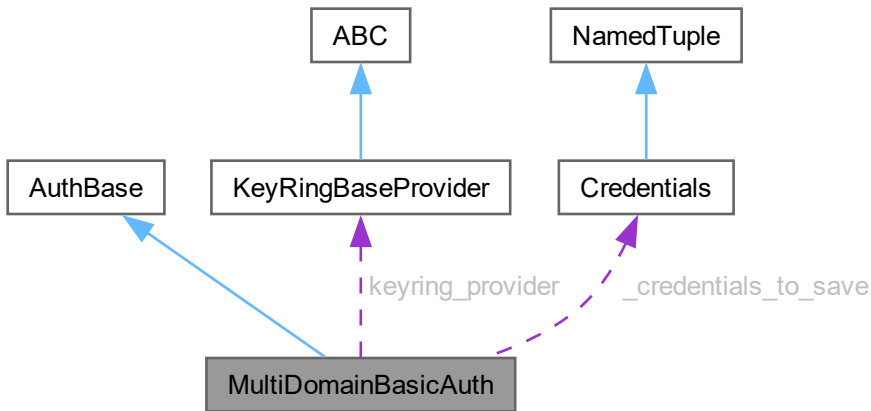 ABC
NamedTuple
AuthBase
KeyRingBaseProvider
Credentials
keyring_provider
_credentials_to_save
MultiDomainBasicAuth